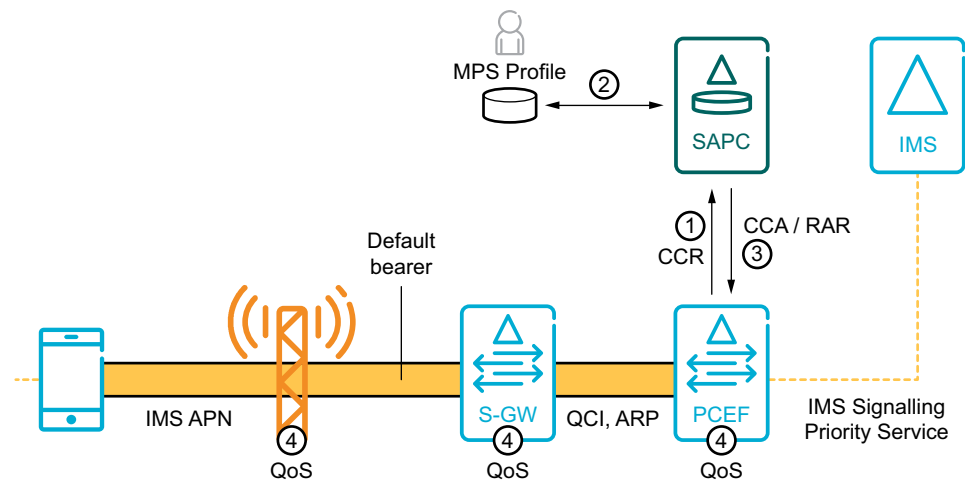 MPS Profile
2
SAPC
IMS
1
CCR
CCA / RAR
3
Default
bearer
IMS APN
S-GW
QCI, ARP
PCEF
IMS Signalling
Priority Service
4
QoS
4
QoS
4
QoS